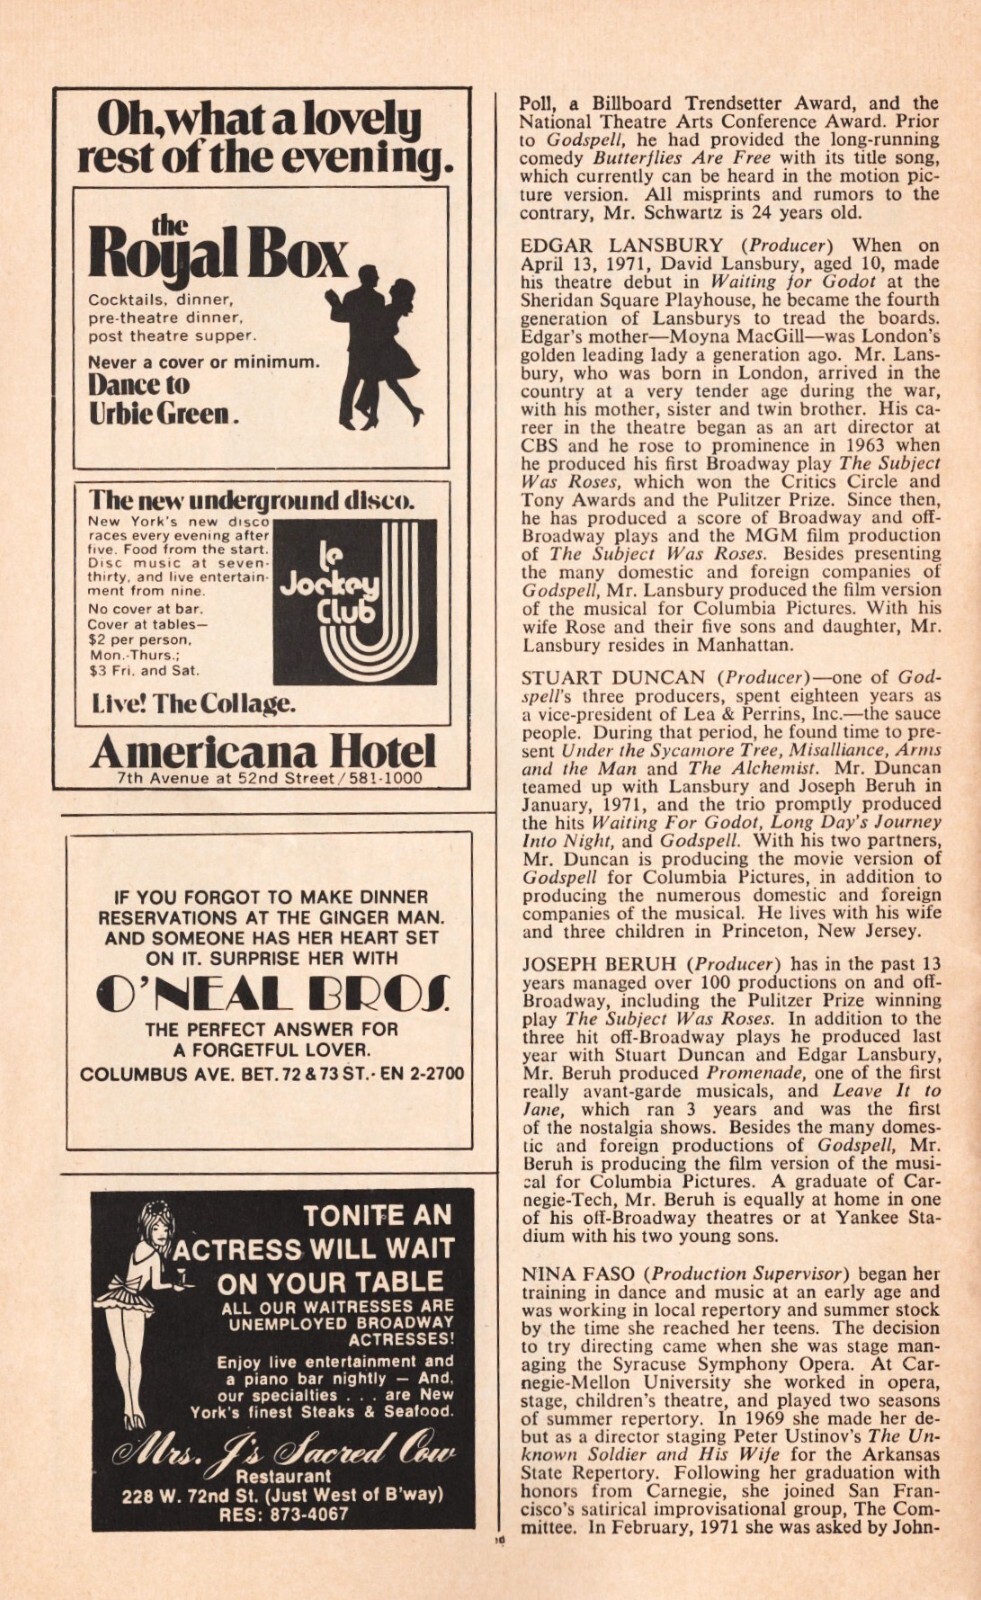 Oh, what a lovely
rest of the evening.
the
Royal Box
Cocktails, dinner,
pre-theatre dinner,
post theatre supper.
Never a cover or minimum.
Dance to
Urbie Green.
The new underground disco.
New York's new disco
races every evening after
five. Food from the start.
Disc music at seven-
thirty, and live entertain-
ment from nine.
No cover at bar.
Cover at tables—
$2 per person,
Mon.-Thurs.;
$3 Fri. and Sat.
le
Jockey
Club
Live! The Collage.
Americana Hotel
7th Avenue at 52nd Street/581-1000
IF YOU FORGOT TO MAKE DINNER
RESERVATIONS AT THE GINGER MAN.
AND SOMEONE HAS HER HEART SET
ON IT. SURPRISE HER WITH
O'NEAL BROS.
THE PERFECT ANSWER FOR
A FORGETFUL LOVER.
COLUMBUS AVE. BET. 72 & 73 ST. · EN 2-2700
TONITE AN
ACTRESS WILL WAIT
ON YOUR TABLE
ALL OUR WAITRESSES ARE
UNEMPLOYED BROADWAY
ACTRESSES!
Enjoy live entertainment and
a piano bar nightly — And,
our specialties . . . are New
York's finest Steaks & Seafood.
Mrs. J's Sacred Cow
Restaurant
228 W. 72nd St. (Just West of B'way)
RES: 873-4067
Poll, a Billboard Trendsetter Award, and the
National Theatre Arts Conference Award. Prior
to Godspell, he had provided the long-running
comedy Butterflies Are Free with its title song,
which currently can be heard in the motion pic-
ture version. All misprints and rumors to the
contrary, Mr. Schwartz is 24 years old.
EDGAR LANSBURY (Producer) When on
April 13, 1971, David Lansbury, aged 10, made
his theatre debut in Waiting for Godot at the
Sheridan Square Playhouse, he became the fourth
generation of Lansburys to tread the boards.
Edgar's mother—Moyna MacGill—was London's
golden leading lady a generation ago. Mr. Lans-
bury, who was born in London, arrived in the
country at a very tender age during the war,
with his mother, sister and twin brother. His ca-
reer in the theatre began as an art director at
CBS and he rose to prominence in 1963 when
he produced his first Broadway play The Subject
Was Roses, which won the Critics Circle and
Tony Awards and the Pulitzer Prize. Since then,
he has produced a score of Broadway and off-
Broadway plays and the MGM film production
of The Subject Was Roses. Besides presenting
the many domestic and foreign companies of
Godspell, Mr. Lansbury produced the film version
of the musical for Columbia Pictures. With his
wife Rose and their five sons and daughter, Mr.
Lansbury resides in Manhattan.
STUART DUNCAN (Producer)—one of God-
spell's three producers, spent eighteen years as
a vice-president of Lea & Perrins, Inc.—the sauce
people. During that period, he found time to pre-
sent Under the Sycamore Tree, Misalliance, Arms
and the Man and The Alchemist. Mr. Duncan
teamed up with Lansbury and Joseph Beruh in
January, 1971, and the trio promptly produced
the hits Waiting For Godot, Long Day's Journey
Into Night, and Godspell. With his two partners,
Mr. Duncan is producing the movie version of
Godspell for Columbia Pictures, in addition to
producing the numerous domestic and foreign
companies of the musical. He lives with his wife
and three children in Princeton, New Jersey.
JOSEPH BERUH (Producer) has in the past 13
years managed over 100 productions on and off-
Broadway, including the Pulitzer Prize winning
play The Subject Was Roses. In addition to the
three hit off-Broadway plays he produced last
year with Stuart Duncan and Edgar Lansbury,
Mr. Beruh produced Promenade, one of the first
really avant-garde musicals, and Leave It to
Jane, which ran 3 years and was the first
of the nostalgia shows. Besides the many domes-
tic and foreign productions of Godspell, Mr.
Beruh is producing the film version of the musi-
cal for Columbia Pictures. A graduate of Car-
negie-Tech, Mr. Beruh is equally at home in one
of his off-Broadway theatres or at Yankee Sta-
dium with his two young sons.
NINA FASO (Production Supervisor) began her
training in dance and music at an early age and
was working in local repertory and summer stock
by the time she reached her teens. The decision
to try directing came when she was stage man-
aging the Syracuse Symphony Opera. At Car-
negie-Mellon University she worked in opera,
stage, children's theatre, and played two seasons
of summer repertory. In 1969 she made her de-
but as a director staging Peter Ustinov's The Un-
known Soldier and His Wife for the Arkansas
State Repertory. Following her graduation with
honors from Carnegie, she joined San Fran-
cisco's satirical improvisational group, The Com-
mittee. In February, 1971 she was asked by John-